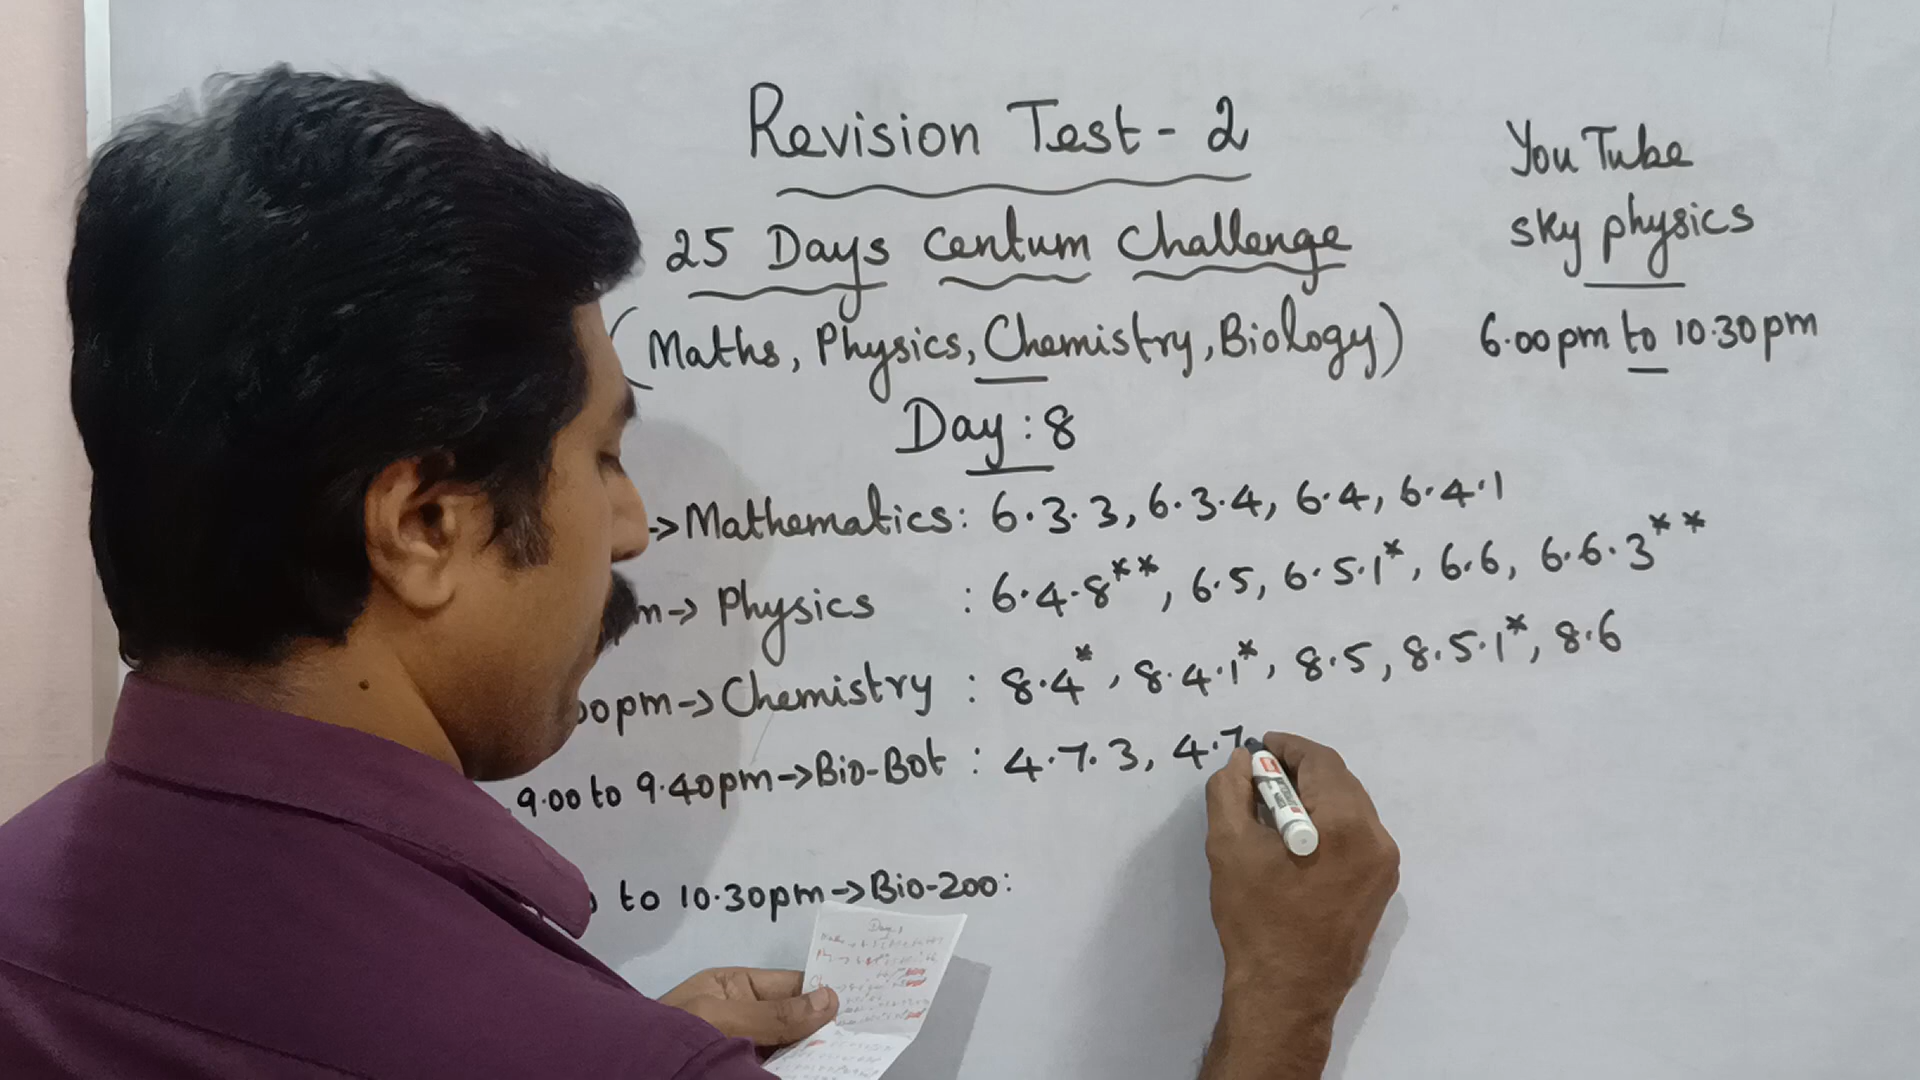 Revision Test - 2
25 Days Centum Challenge
(Maths, Physics, Chemistry, Biology)
Day : 8
YouTube
sky physics
6.00pm to 10.30pm
-> Mathematics : 6.3.3, 6.3.4, 6.4, 6.4.1
m-> Physics : 6.4.8**, 6.5, 6.5.1*, 6.6, 6.6.3**
00pm-> Chemistry : 8.4*, 8.4.1*, 8.5, 8.5.1*, 8.6
9.00 to 9.40pm-> Bio-Bot : 4.7.3, 4.7
to 10.30pm-> Bio-Zoo:
Day